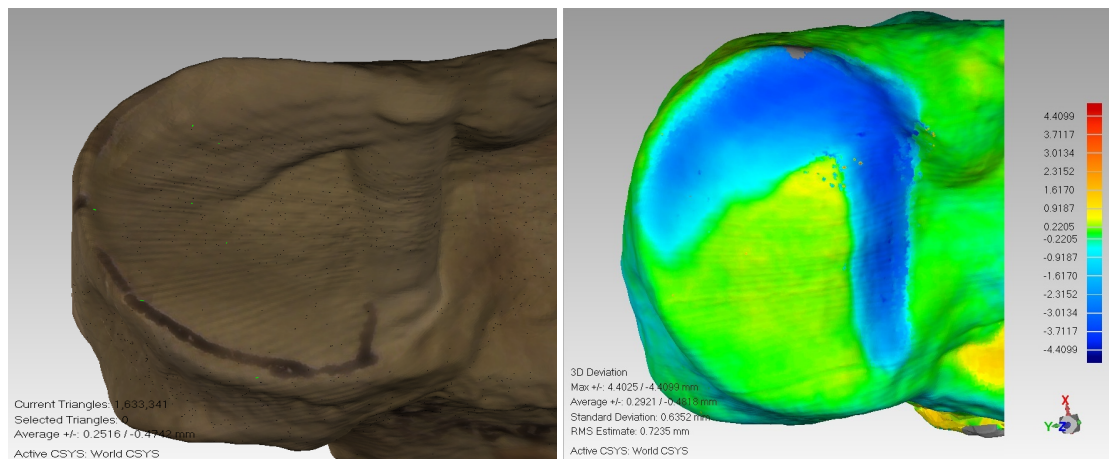 Current Triangles: 1,633,341
Selected Triangles: 0
Average +/-: 0.2516 / -0.4742 mm
Active CSYS: World CSYS
3D Deviation
Max +/-: 4.4025 / -4.4099 mm
Average +/-: 0.2921 / -0.4818 mm
Standard Deviation: 0.6352 mm
RMS Estimate: 0.7235 mm
Active CSYS: World CSYS
4.4099
3.7117
3.0134
2.3152
1.6170
0.9187
0.2205
-0.2205
-0.9187
-1.6170
-2.3152
-3.0134
-3.7117
-4.4099
X
Y Z